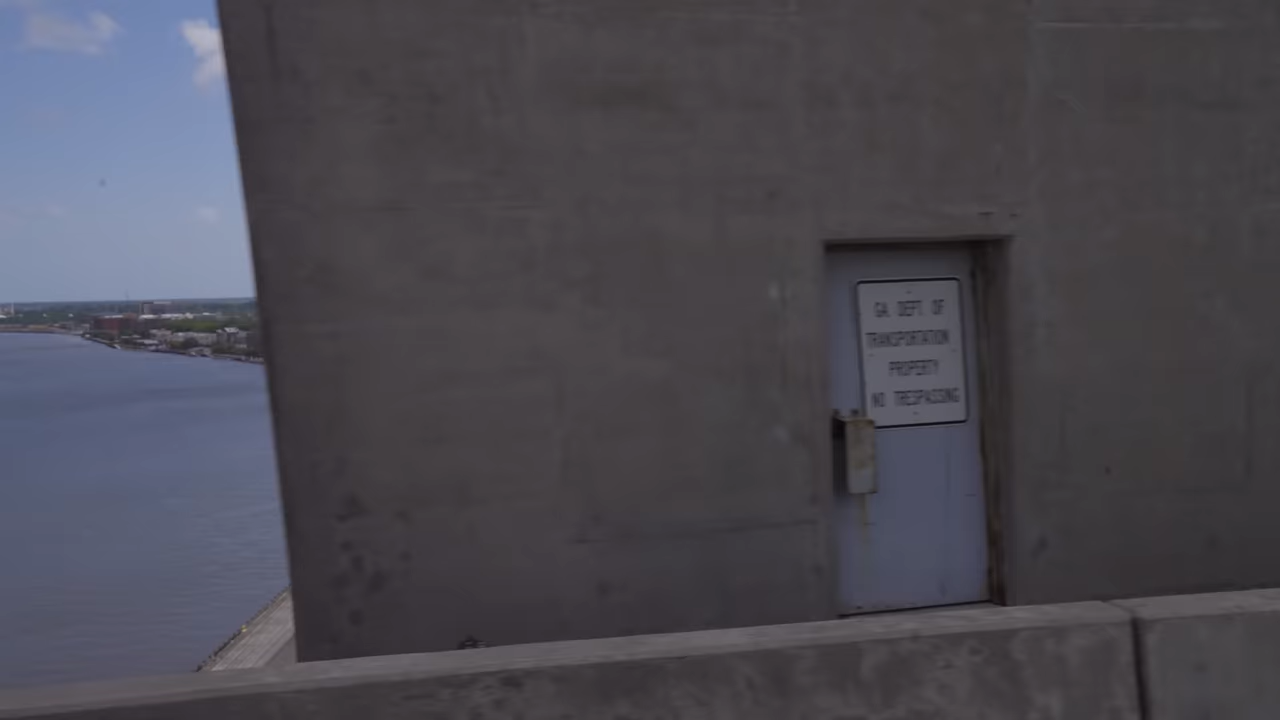 GA. DEPT. OF
TRANSPORTATION
PROPERTY
NO TRESPASSING